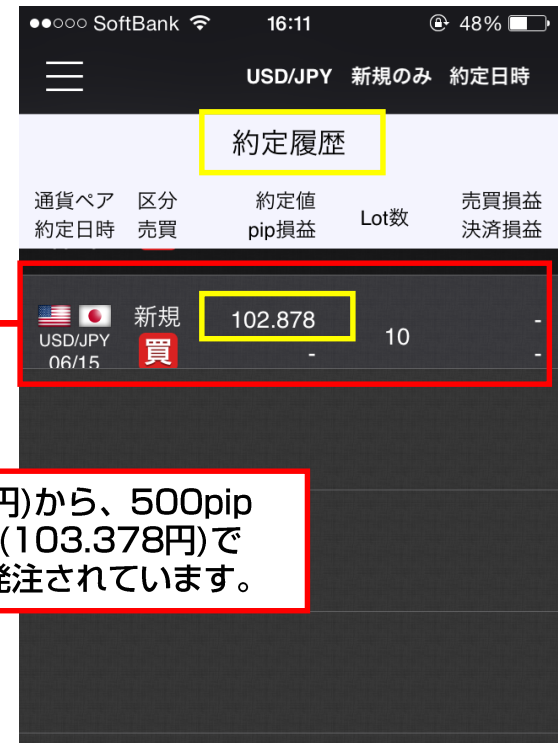 ●●○○○ SoftBank 16:11 48%
USD/JPY 新規のみ 約定日時
約定履歴
通貨ペア 区分 約定値 Lot数 売買損益
約定日時 売買 pip損益 決済損益
USD/JPY 新規 102.878 10 -
06/15 買 - -
円)から、500pip
(103.378円)で
発注されています。